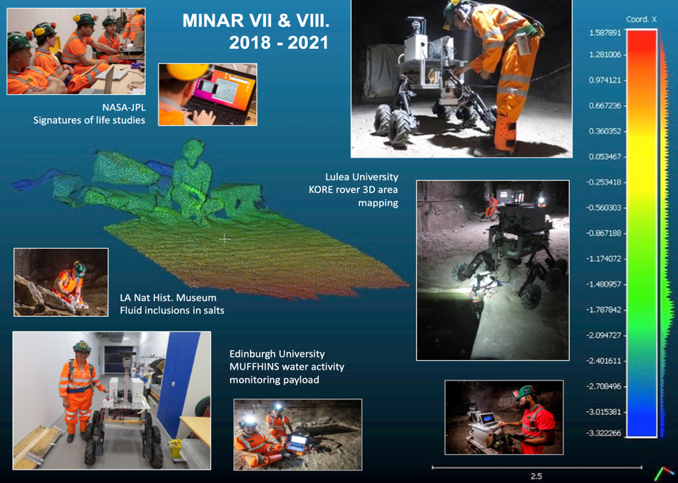 MINAR VII & VIII.
2018 - 2021
NASA-JPL
Signatures of life studies
Lulea University
KORE rover 3D area
mapping
LA Nat Hist. Museum
Fluid inclusions in salts
Edinburgh University
MUFFHINS water activity
monitoring payload
Coord. X
1.587891
1.281006
0.974121
0.667236
0.360352
0.053467
-0.253418
-0.560303
-0.867188
-1.174072
-1.480957
-1.787842
-2.094727
-2.401611
-2.708496
-3.015381
-3.322266
2.5